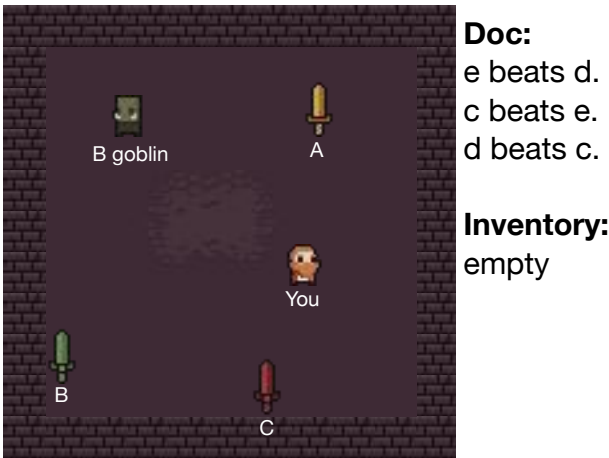 B goblin
A
You
B
C
Doc:
e beats d.
c beats e.
d beats c.
Inventory:
empty